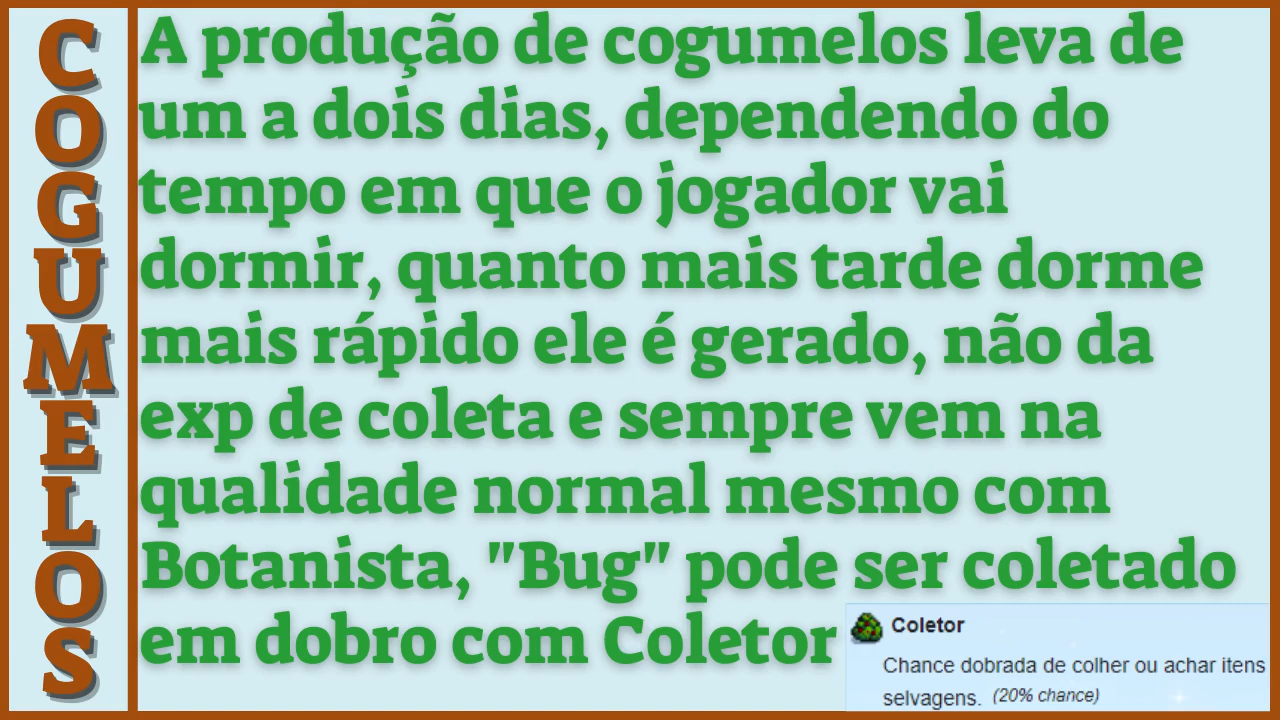 COGUMELOS
A produção de cogumelos leva de
um a dois dias, dependendo do
tempo em que o jogador vai
dormir, quanto mais tarde dorme
mais rápido ele é gerado, não da
exp de coleta e sempre vem na
qualidade normal mesmo com
Botanista, "Bug" pode ser coletado
em dobro com Coletor
Coletor
Chance dobrada de colher ou achar itens
selvagens. (20% chance)